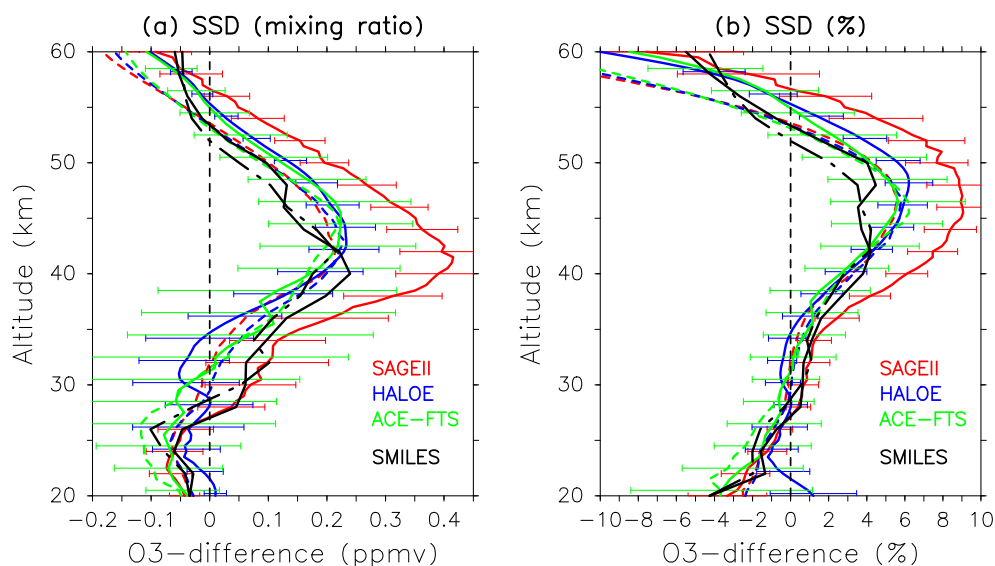 (a) SSD (mixing ratio)
60
50
40
30
20
Altitude (km)
SAGEII
HALOE
ACE-FTS
SMILES
-0.2 -0.1 0 0.1 0.2 0.3 0.4
O3-difference (ppmv)
(b) SSD (%)
60
50
40
30
20
Altitude (km)
SAGEII
HALOE
ACE-FTS
SMILES
-10 -8 -6 -4 -2 0 2 4 6 8 10
O3-difference (%)